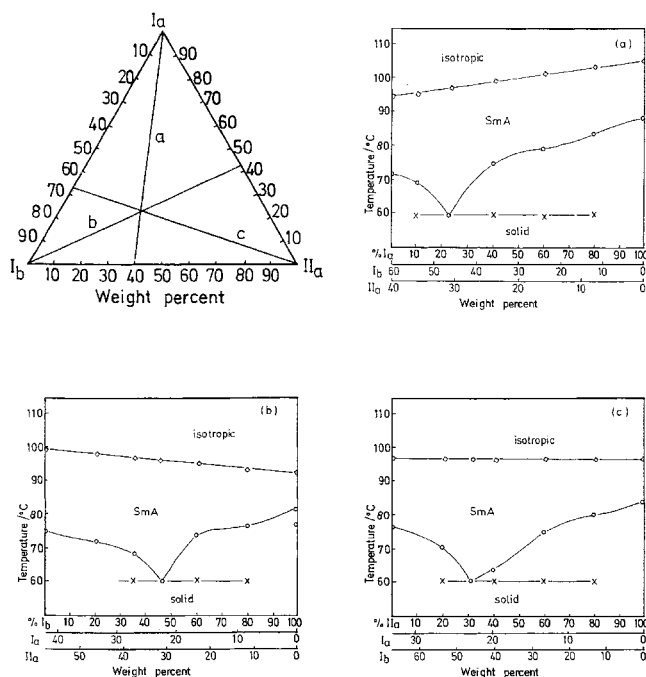 Ia
10 90
20 80
30 70
40 60
50 a 50
60 40
70 30
80 b 20
90 c 10
Ib 10 20 30 40 50 60 70 80 90 IIa
Weight percent
(a)
110
isotropic
100
90
SmA
80
70
60
solid
Temperature/°C
% Ia 10 20 30 40 50 60 70 80 90 100
Ib 60 50 40 30 20 10 0
IIa 40 30 20 10 0
Weight percent
(b)
110
isotropic
100
90
SmA
80
70
60
solid
Temperature/°C
% Ib 10 20 30 40 50 60 70 80 90 100
Ia 40 30 20 10 0
IIa 50 40 30 20 10 0
Weight percent
(c)
110
isotropic
100
90
SmA
80
70
60
solid
Temperature/°C
% IIa 10 20 30 40 50 60 70 80 90 100
Ia 30 20 10 0
Ib 60 50 40 30 20 10 0
Weight percent